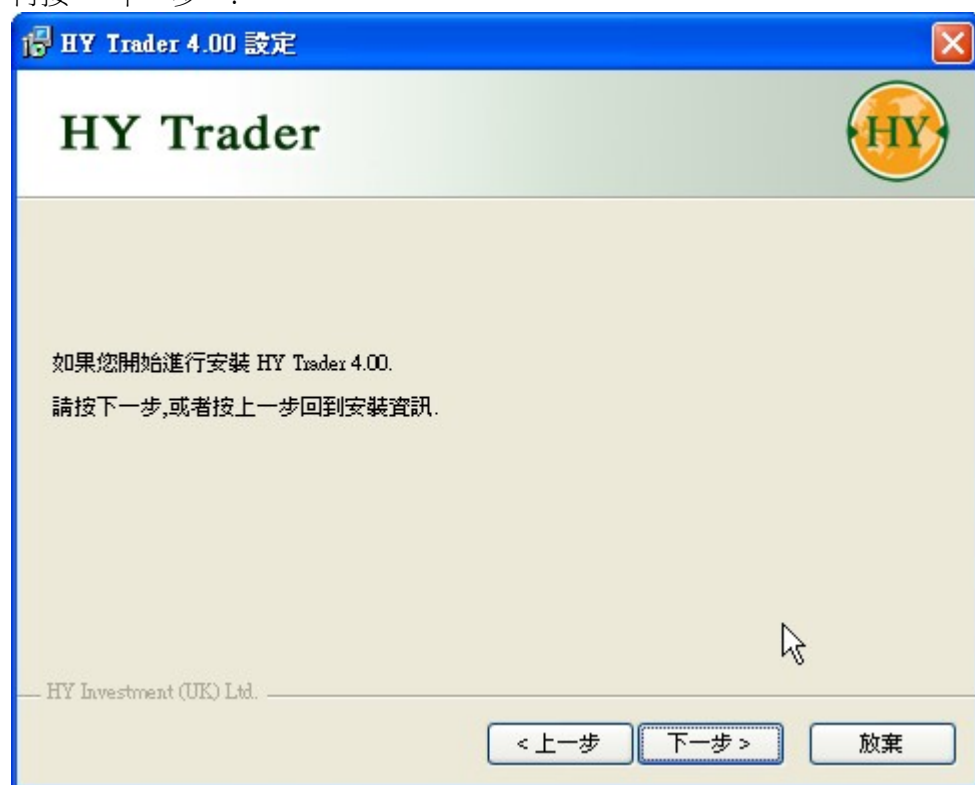 HY Trader 4.00 設定
HY Trader
HY
如果您開始進行安裝 HY Trader 4.00.
請按下一步,或者按上一步回到安裝資訊.
HY Investment (UK) Ltd.
<上一步
下一步>
放棄